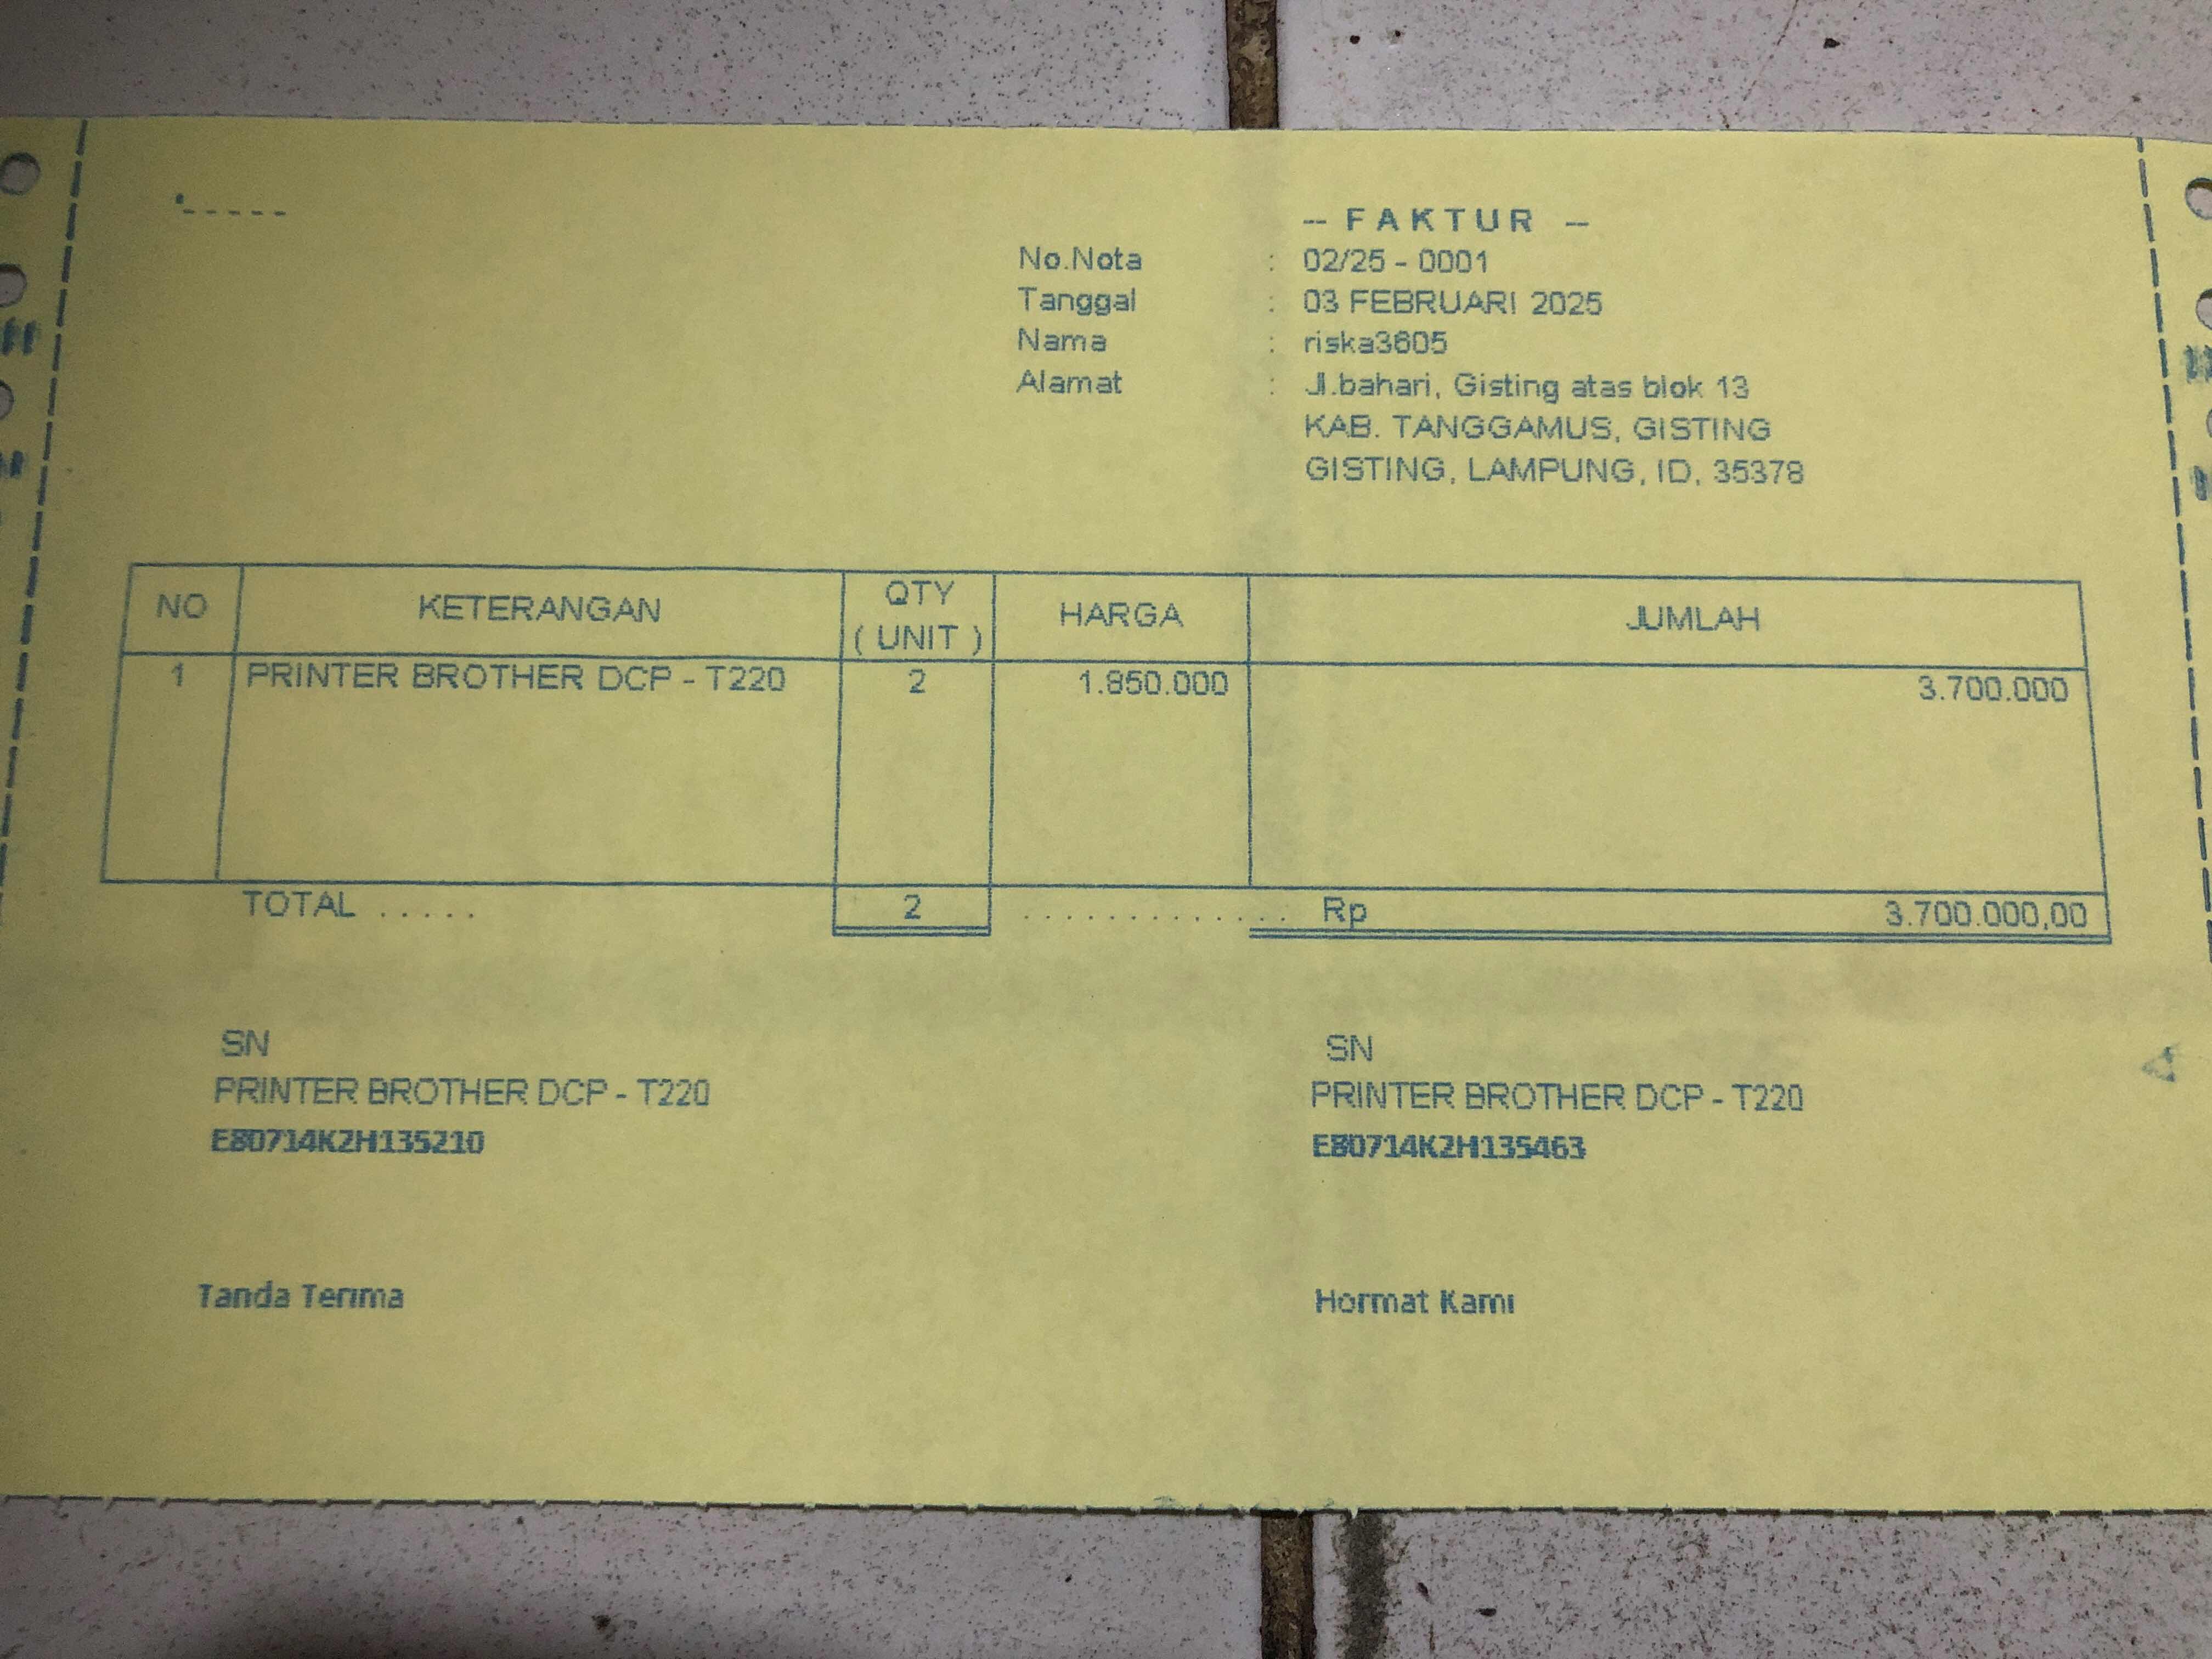 -- FAKTUR --
No.Nota : 02/25 - 0001
Tanggal : 03 FEBRUARI 2025
Nama : riska3605
Alamat : Jl.bahari, Gisting atas blok 13
KAB. TANGGAMUS, GISTING
GISTING, LAMPUNG, ID, 35378
NO KETERANGAN QTY ( UNIT ) HARGA JUMLAH
1 PRINTER BROTHER DCP - T220 2 1.850.000 3.700.000
TOTAL ..... 2 ............. Rp 3.700.000,00
SN SN
PRINTER BROTHER DCP - T220 PRINTER BROTHER DCP - T220
E80714K2H135210 E80714K2H135463
Tanda Terima Hormat Kami